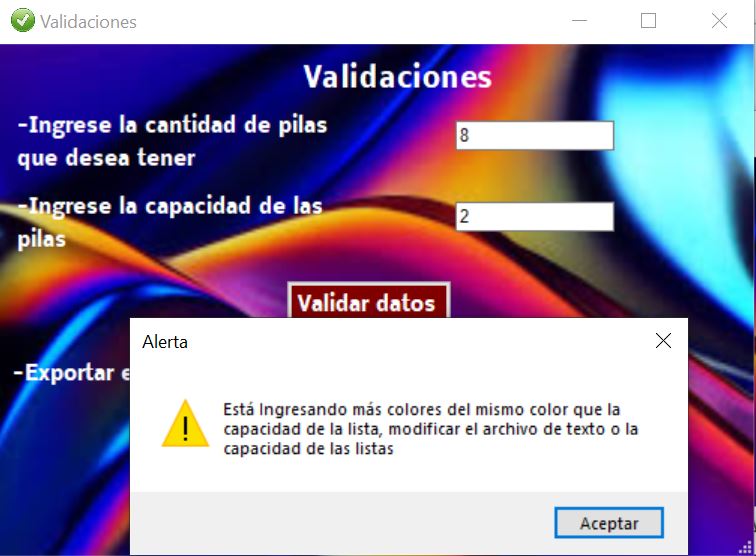 Validaciones
Validaciones
-Ingrese la cantidad de pilas
que desea tener
8
-Ingrese la capacidad de las
pilas
2
Validar datos
-Exportar e
Alerta
Está Ingresando más colores del mismo color que la
capacidad de la lista, modificar el archivo de texto o la
capacidad de las listas
Aceptar